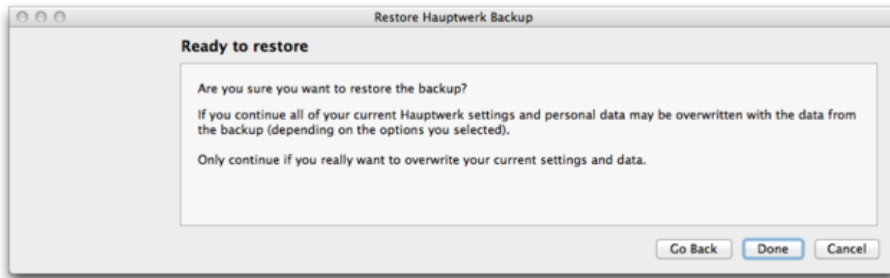 Restore Hauptwerk Backup
Ready to restore
Are you sure you want to restore the backup?
If you continue all of your current Hauptwerk settings and personal data may be overwritten with the data from
the backup (depending on the options you selected).
Only continue if you really want to overwrite your current settings and data.
Go Back Done Cancel